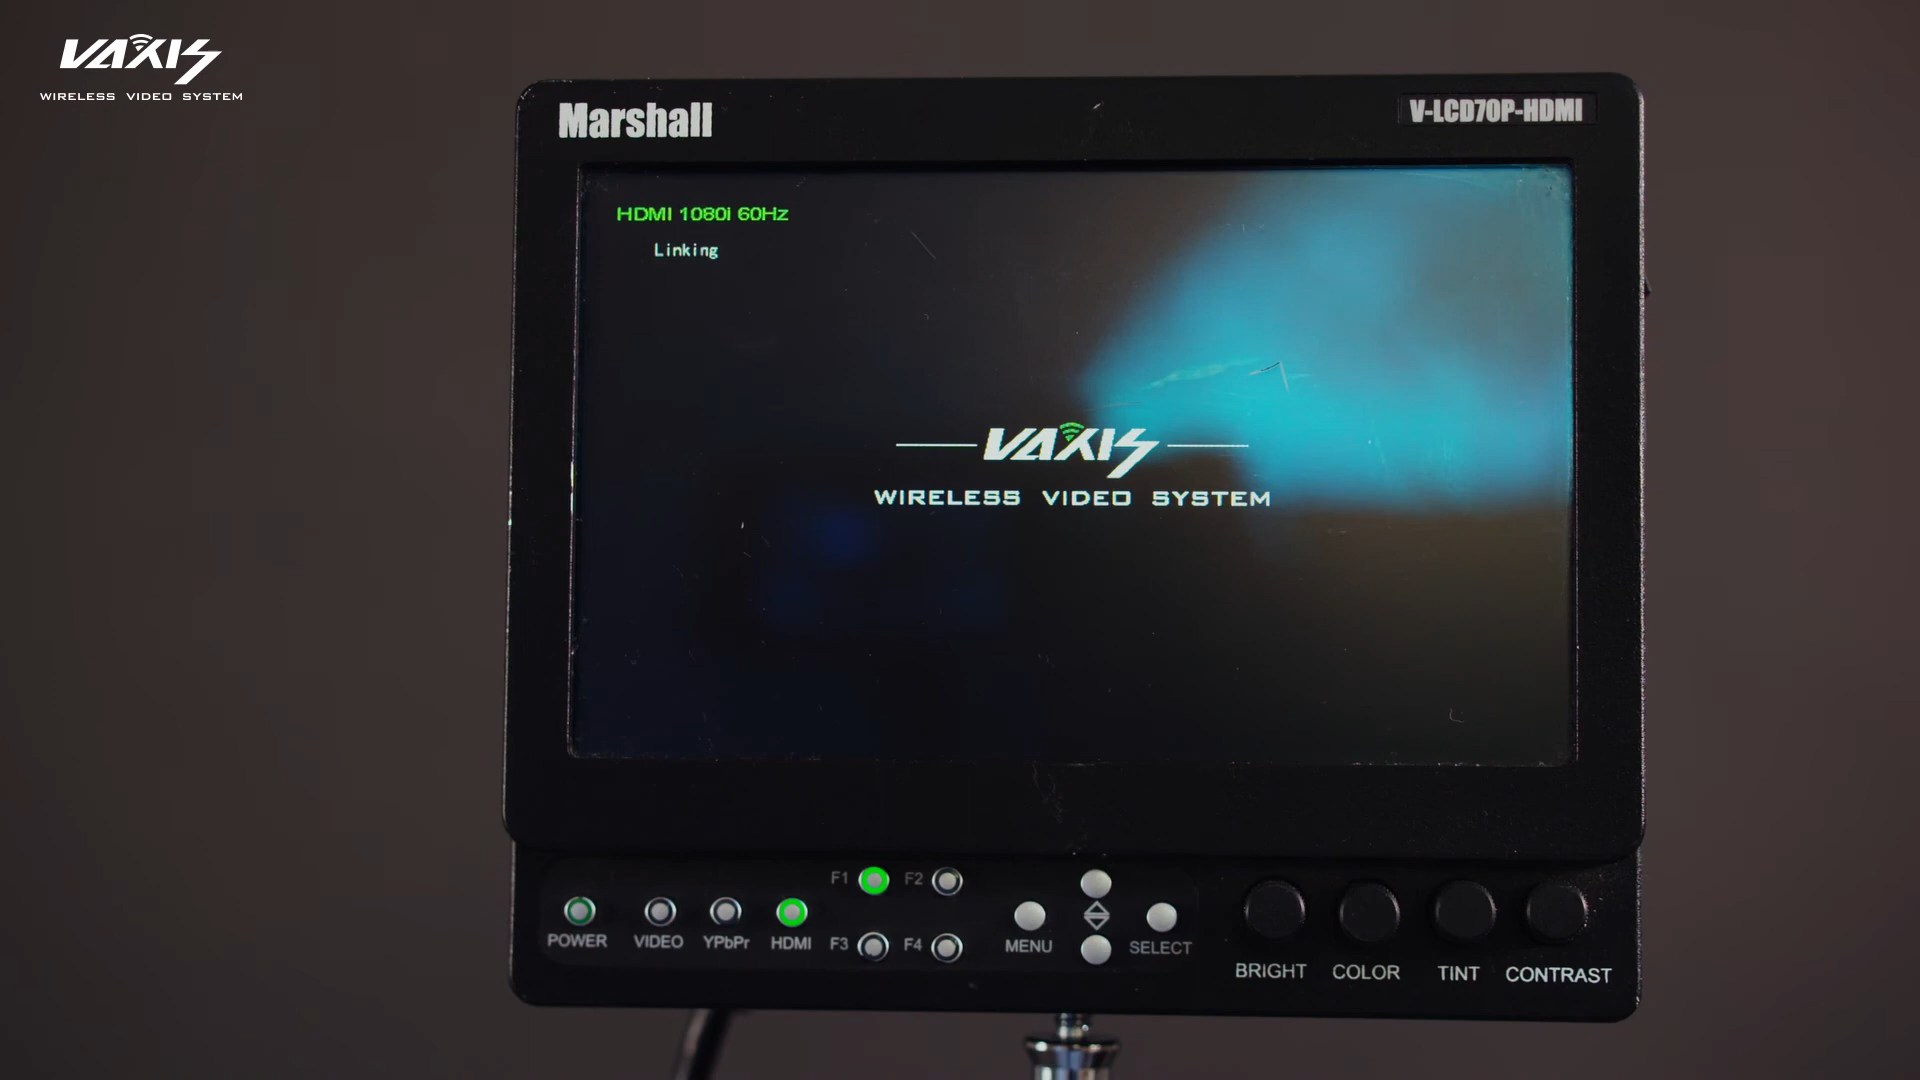 VAXIS
WIRELESS VIDEO SYSTEM
Marshall
V-LCD70P-HDMI
HDMI 1080i 60Hz
Linking
VAXIS
WIRELESS VIDEO SYSTEM
F1 F2
POWER VIDEO YPbPr HDMI F3 F4 MENU SELECT
BRIGHT COLOR TINT CONTRAST